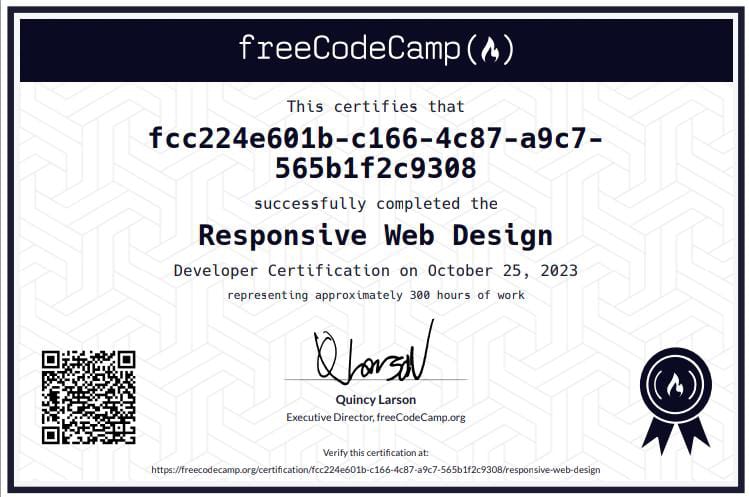 freeCodeCamp
This certifies that
fcc224e601b-c166-4c87-a9c7-
565b1f2c9308
successfully completed the
Responsive Web Design
Developer Certification on October 25, 2023
representing approximately 300 hours of work
Quincy Larson
Executive Director, freeCodeCamp.org
Verify this certification at:
https://freecodecamp.org/certification/fcc224e601b-c166-4c87-a9c7-565b1f2c9308/responsive-web-design